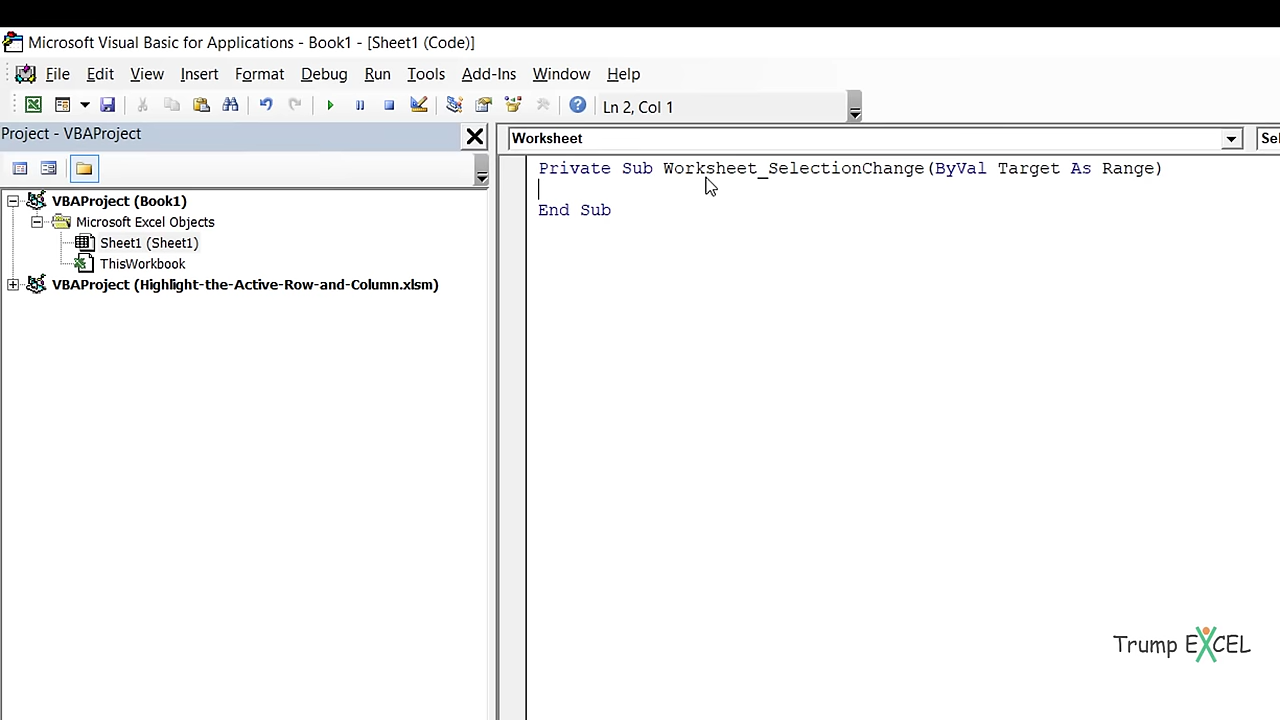 Microsoft Visual Basic for Applications - Book1 - [Sheet1 (Code)]
File Edit View Insert Format Debug Run Tools Add-Ins Window Help
Ln 2, Col 1
Project - VBAProject
Worksheet
Sel
VBAProject (Book1)
Microsoft Excel Objects
Sheet1 (Sheet1)
ThisWorkbook
VBAProject (Highlight-the-Active-Row-and-Column.xlsm)
Private Sub Worksheet_SelectionChange(ByVal Target As Range)
End Sub
Trump EXCEL